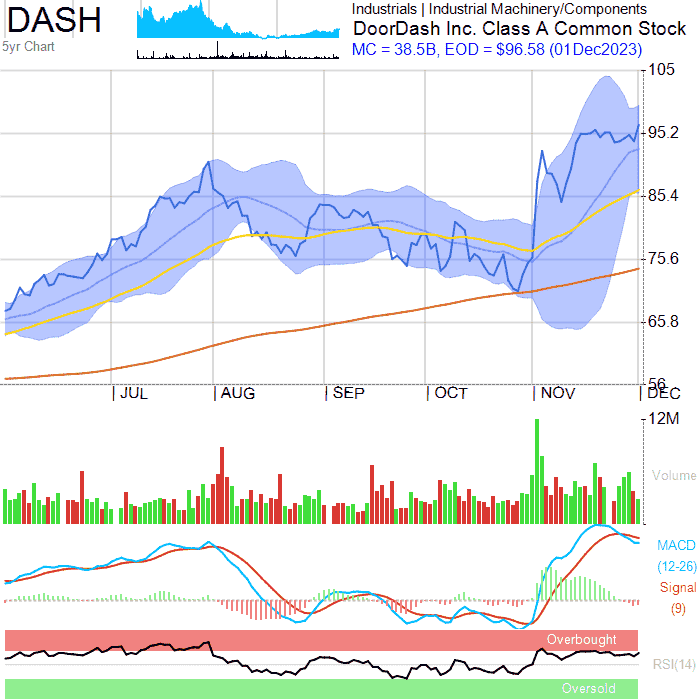 DASH
5yr Chart
Industrials | Industrial Machinery/Components
DoorDash Inc. Class A Common Stock
MC = 38.5B, EOD = $96.58 (01Dec2023)
105
95.2
85.4
75.6
65.8
56
JUL AUG SEP OCT NOV DEC
12M
Volume
MACD
(12-26)
Signal
(9)
Overbought
RSI(14)
Oversold